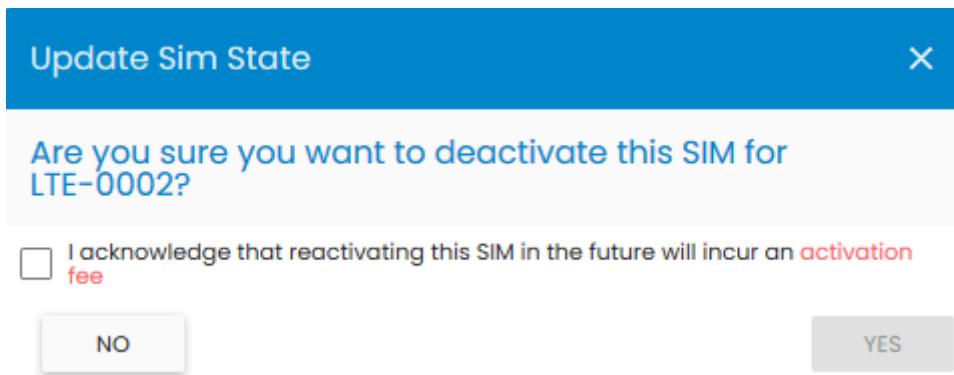 Update Sim State
Are you sure you want to deactivate this SIM for
LTE-0002?
I acknowledge that reactivating this SIM in the future will incur an activation
fee
NO
YES